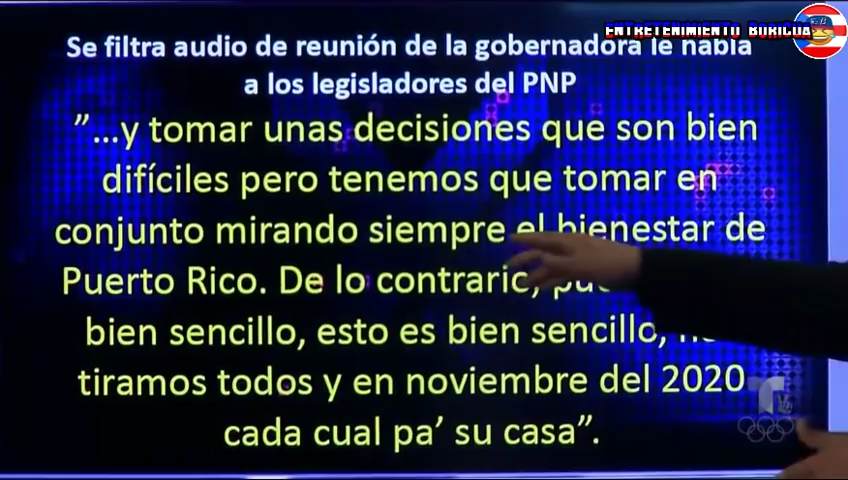 ENTRETENIMIENTO BORICUA
Se filtra audio de reunión de la gobernadora le habla
a los legisladores del PNP
"...y tomar unas decisiones que son bien
difíciles pero tenemos que tomar en
conjunto mirando siempre el bienestar de
Puerto Rico. De lo contrario,
bien sencillo, esto es bien sencillo,
tiramos todos y en noviembre del 2020
cada cual pa' su casa".